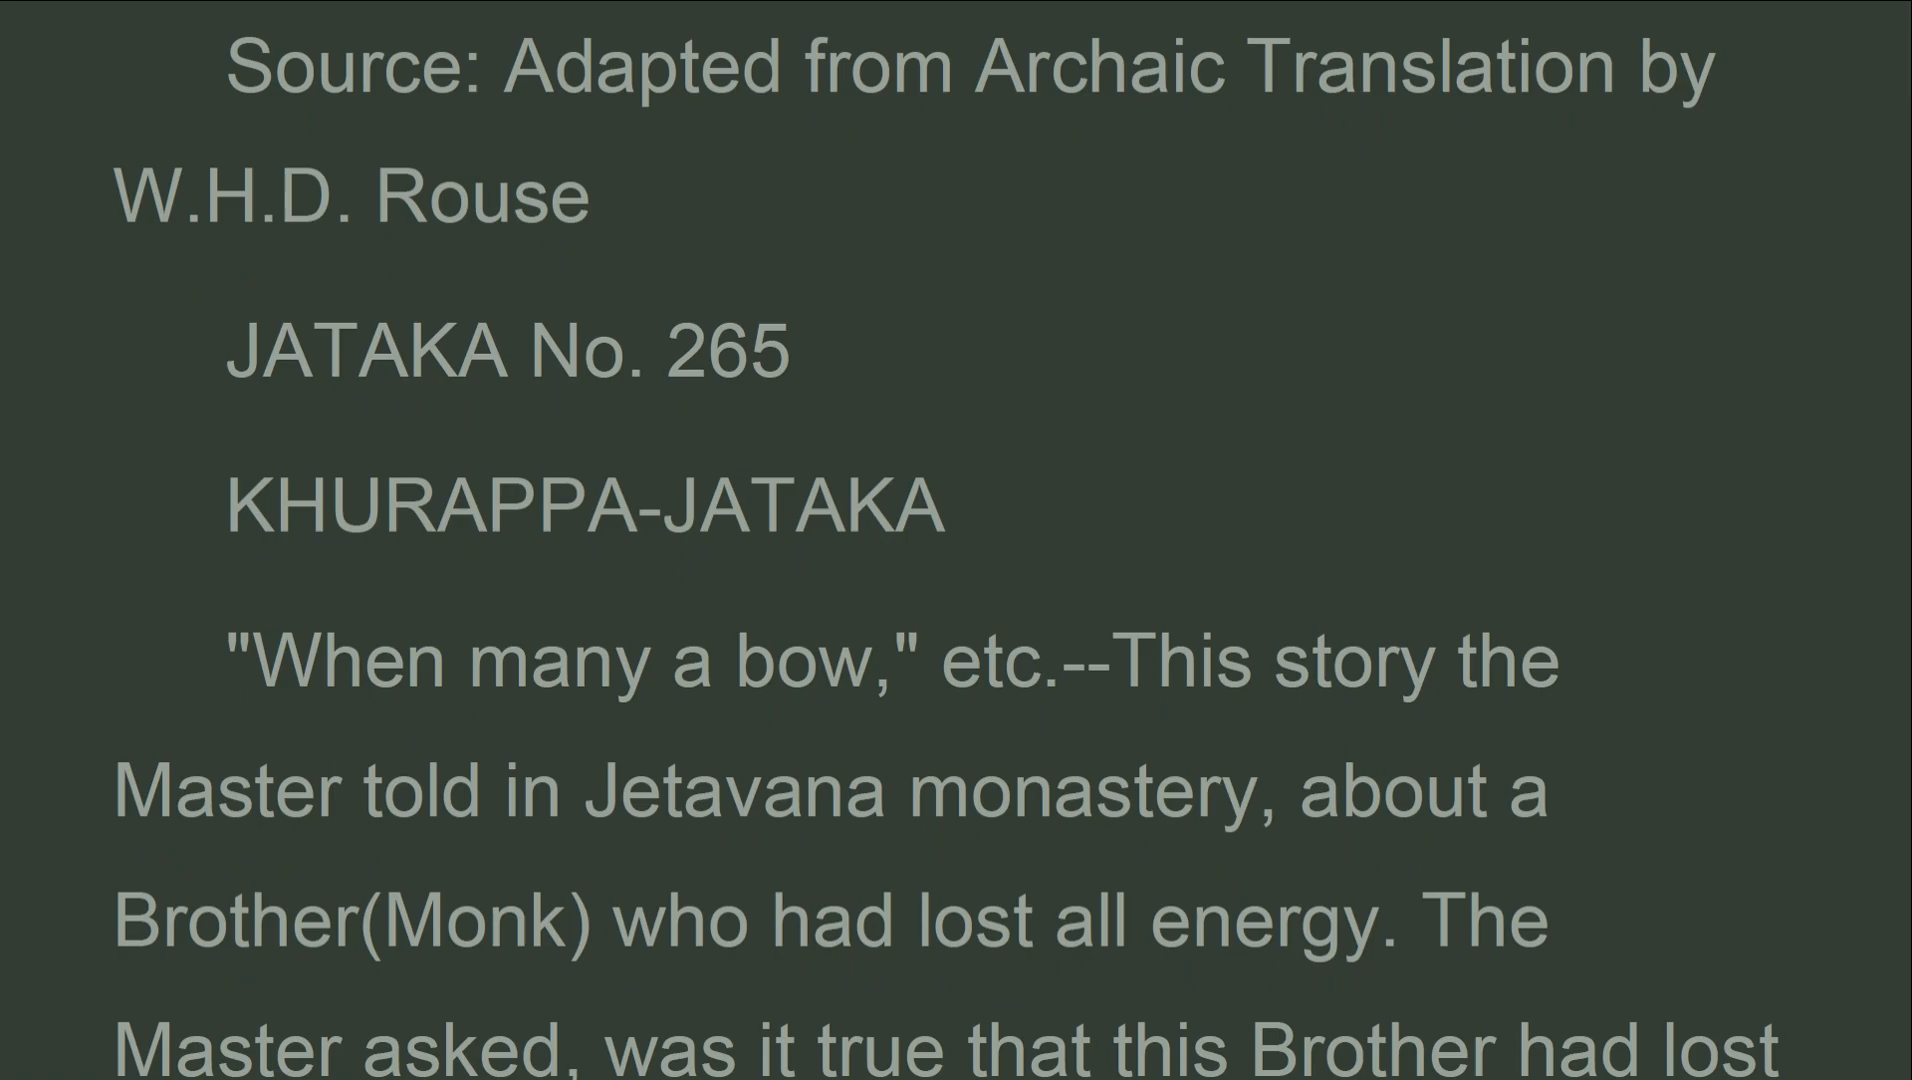 Source: Adapted from Archaic Translation by
W.H.D. Rouse
JATAKA No. 265
KHURAPPA-JATAKA
"When many a bow," etc.--This story the
Master told in Jetavana monastery, about a
Brother(Monk) who had lost all energy. The
Master asked, was it true that this Brother had lost